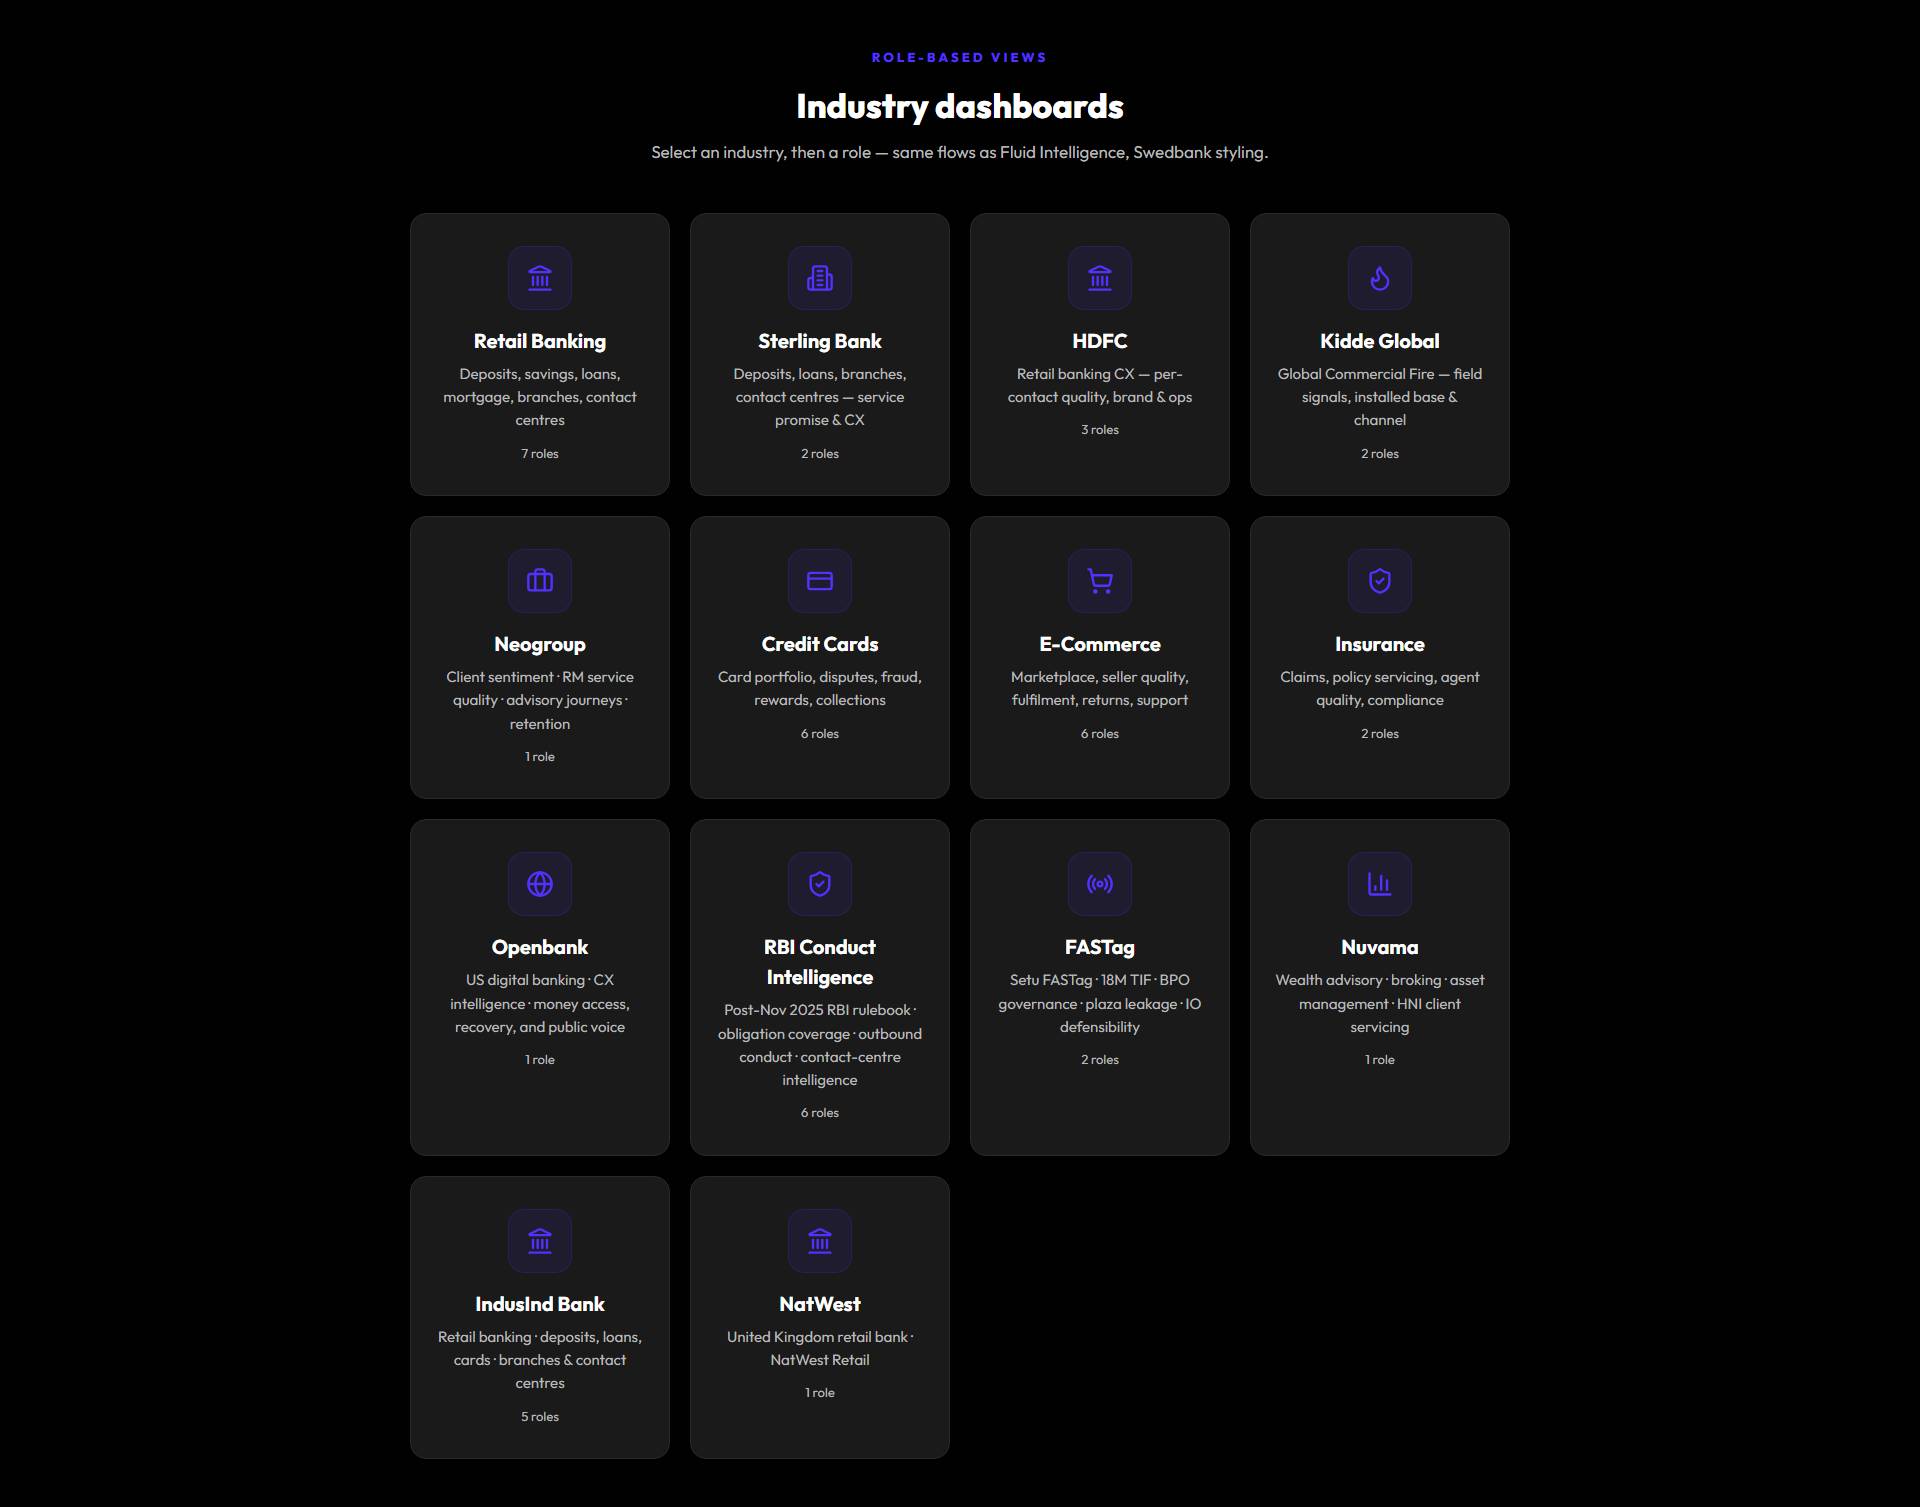 ROLE-BASED VIEWS
Industry dashboards
Select an industry, then a role — same flows as Fluid Intelligence, Swedbank styling.
Retail Banking
Deposits, savings, loans,
mortgage, branches, contact
centres
7 roles
Sterling Bank
Deposits, loans, branches,
contact centres — service
promise & CX
2 roles
HDFC
Retail banking CX — per-
contact quality, brand & ops
3 roles
Kidde Global
Global Commercial Fire — field
signals, installed base &
channel
2 roles
Neogroup
Client sentiment · RM service
quality · advisory journeys ·
retention
1 role
Credit Cards
Card portfolio, disputes, fraud,
rewards, collections
6 roles
E-Commerce
Marketplace, seller quality,
fulfilment, returns, support
6 roles
Insurance
Claims, policy servicing, agent
quality, compliance
2 roles
Openbank
US digital banking · CX
intelligence · money access,
recovery, and public voice
1 role
RBI Conduct
Intelligence
Post-Nov 2025 RBI rulebook ·
obligation coverage · outbound
conduct · contact-centre
intelligence
6 roles
FASTag
Setu FASTag · 18M TIF · BPO
governance · plaza leakage · IO
defensibility
2 roles
Nuvama
Wealth advisory · broking · asset
management · HNI client
servicing
1 role
IndusInd Bank
Retail banking · deposits, loans,
cards · branches & contact
centres
5 roles
NatWest
United Kingdom retail bank ·
NatWest Retail
1 role